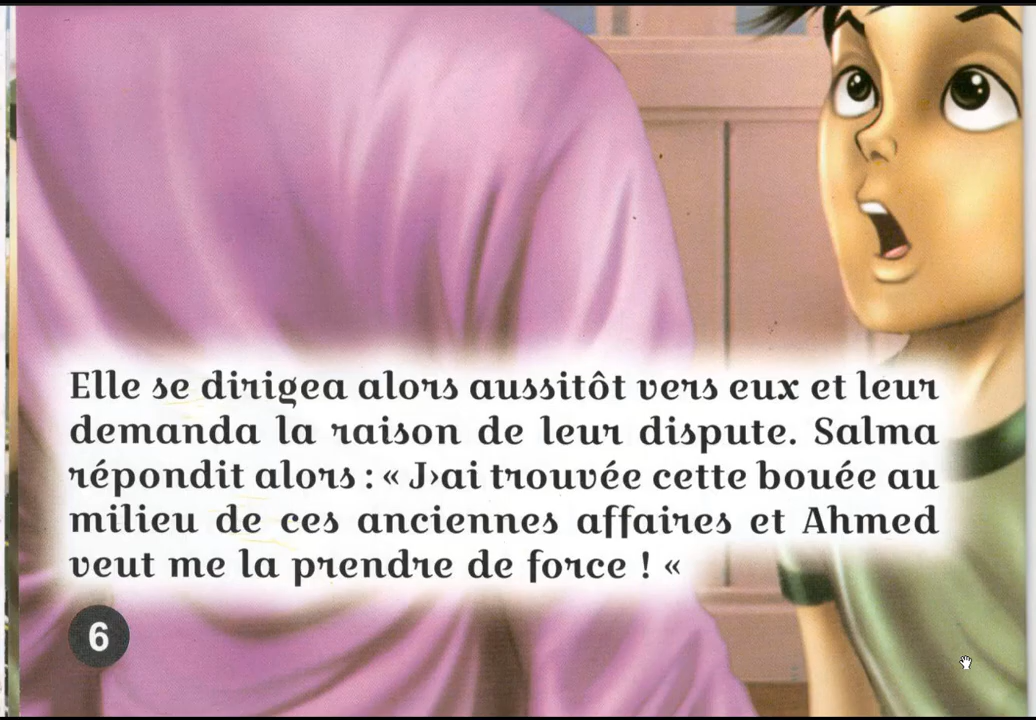 Elle se dirigea alors aussitôt vers eux et leur
demanda la raison de leur dispute. Salma
répondit alors : « J›ai trouvée cette bouée au
milieu de ces anciennes affaires et Ahmed
veut me la prendre de force ! «
6